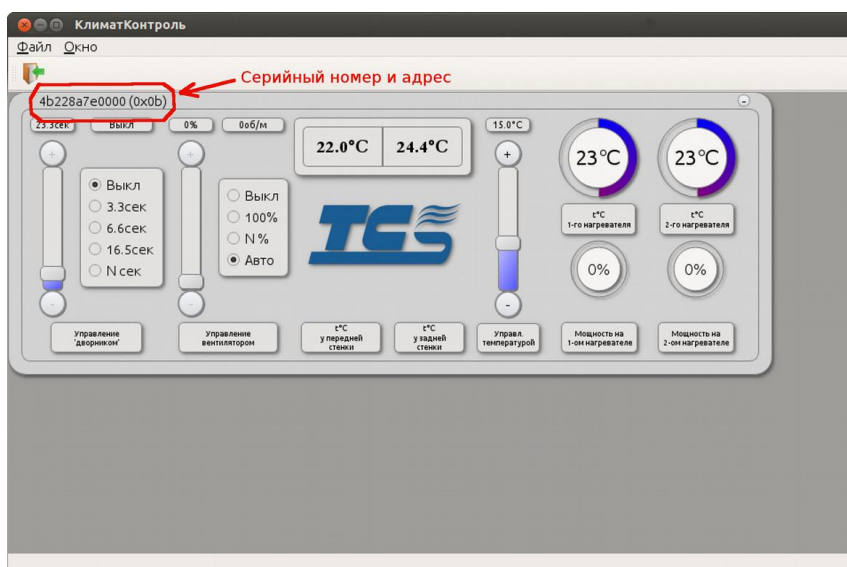 КлиматКонтроль
Файл Окно
Серийный номер и адрес
4b228a7e0000 (0x0b)
23.3сек Выкл 0% 0об/м 15.0°C
22.0°C 24.4°C
+ + +
23°C 23°C
Выкл
3.3сек
6.6сек
16.5сек
N сек
Выкл
100%
N %
Авто
TCS
t°C
1-го нагревателя
t°C
2-го нагревателя
0% 0%
- - -
Управление
'дворником'
Управление
вентилятором
t°C
у передней
стенки
t°C
у задней
стенки
Управл.
температурой
Мощность на
1-ом нагревателе
Мощность на
2-ом нагревателе